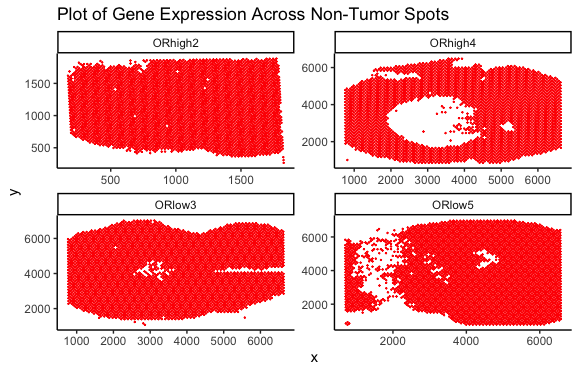 Plot of Gene Expression Across Non-Tumor Spots
ORhigh2
ORhigh4
1500
1000
500
6000
4000
2000
500 1000 1500
1000 2000 3000 4000 5000 6000
y
ORlow3
ORlow5
6000
4000
2000
6000
4000
2000
1000 2000 3000 4000 5000 6000
2000 4000 6000
x